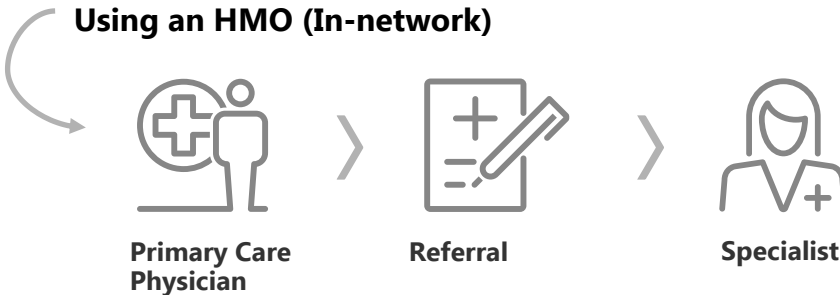 Using an HMO (In-network)
Primary Care
Physician
Referral
Specialist